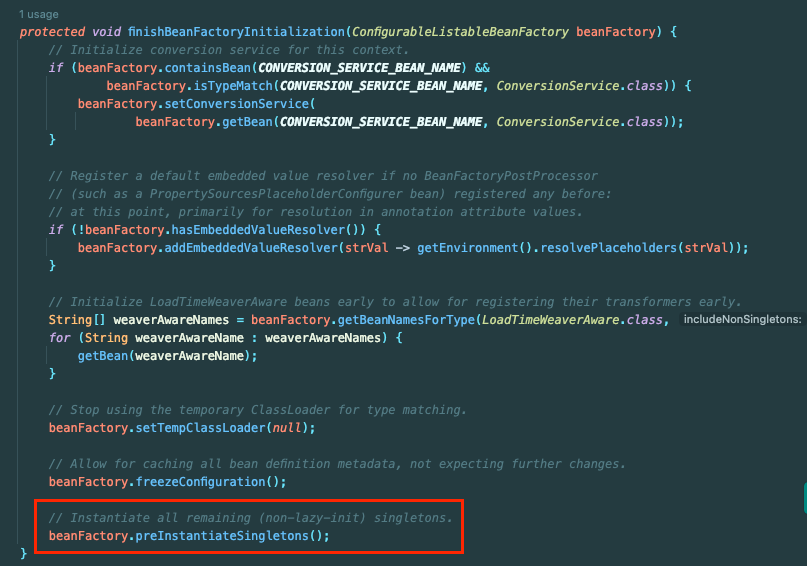 1 usage
protected void finishBeanFactoryInitialization(ConfigurableListableBeanFactory beanFactory) {
// Initialize conversion service for this context.
if (beanFactory.containsBean(CONVERSION_SERVICE_BEAN_NAME) &&
beanFactory.isTypeMatch(CONVERSION_SERVICE_BEAN_NAME, ConversionService.class)) {
beanFactory.setConversionService(
beanFactory.getBean(CONVERSION_SERVICE_BEAN_NAME, ConversionService.class));
}
// Register a default embedded value resolver if no BeanFactoryPostProcessor
// (such as a PropertySourcesPlaceholderConfigurer bean) registered any before:
// at this point, primarily for resolution in annotation attribute values.
if (!beanFactory.hasEmbeddedValueResolver()) {
beanFactory.addEmbeddedValueResolver(strVal -> getEnvironment().resolvePlaceholders(strVal));
}
// Initialize LoadTimeWeaverAware beans early to allow for registering their transformers early.
String[] weaverAwareNames = beanFactory.getBeanNamesForType(LoadTimeWeaverAware.class, includeNonSingletons:
for (String weaverAwareName : weaverAwareNames) {
getBean(weaverAwareName);
}
// Stop using the temporary ClassLoader for type matching.
beanFactory.setTempClassLoader(null);
// Allow for caching all bean definition metadata, not expecting further changes.
beanFactory.freezeConfiguration();
// Instantiate all remaining (non-lazy-init) singletons.
beanFactory.preInstantiateSingletons();
}